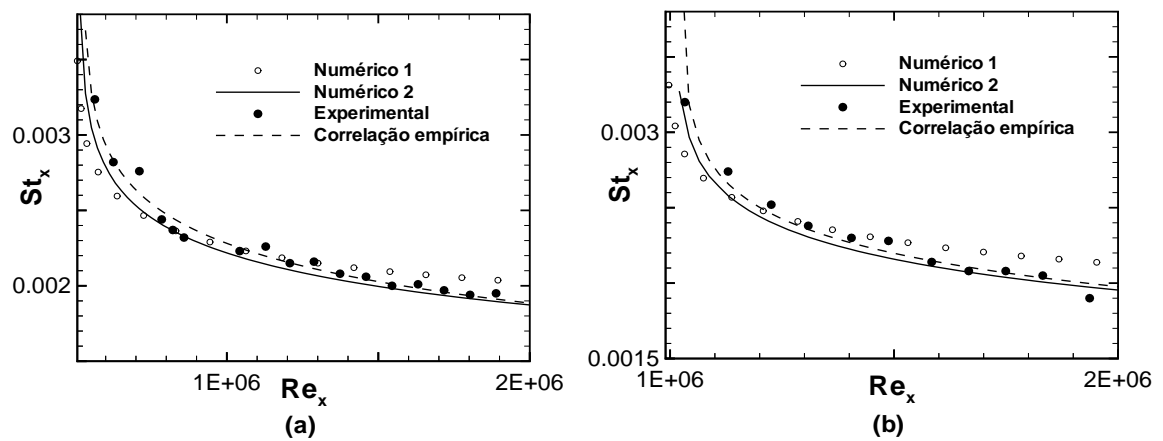 St_x
0.003
0.002
Numérico 1
Numérico 2
Experimental
Correlação empírica
1E+06
2E+06
Re_x
(a)
St_x
0.003
0.0015
Numérico 1
Numérico 2
Experimental
Correlação empírica
1E+06
2E+06
Re_x
(b)